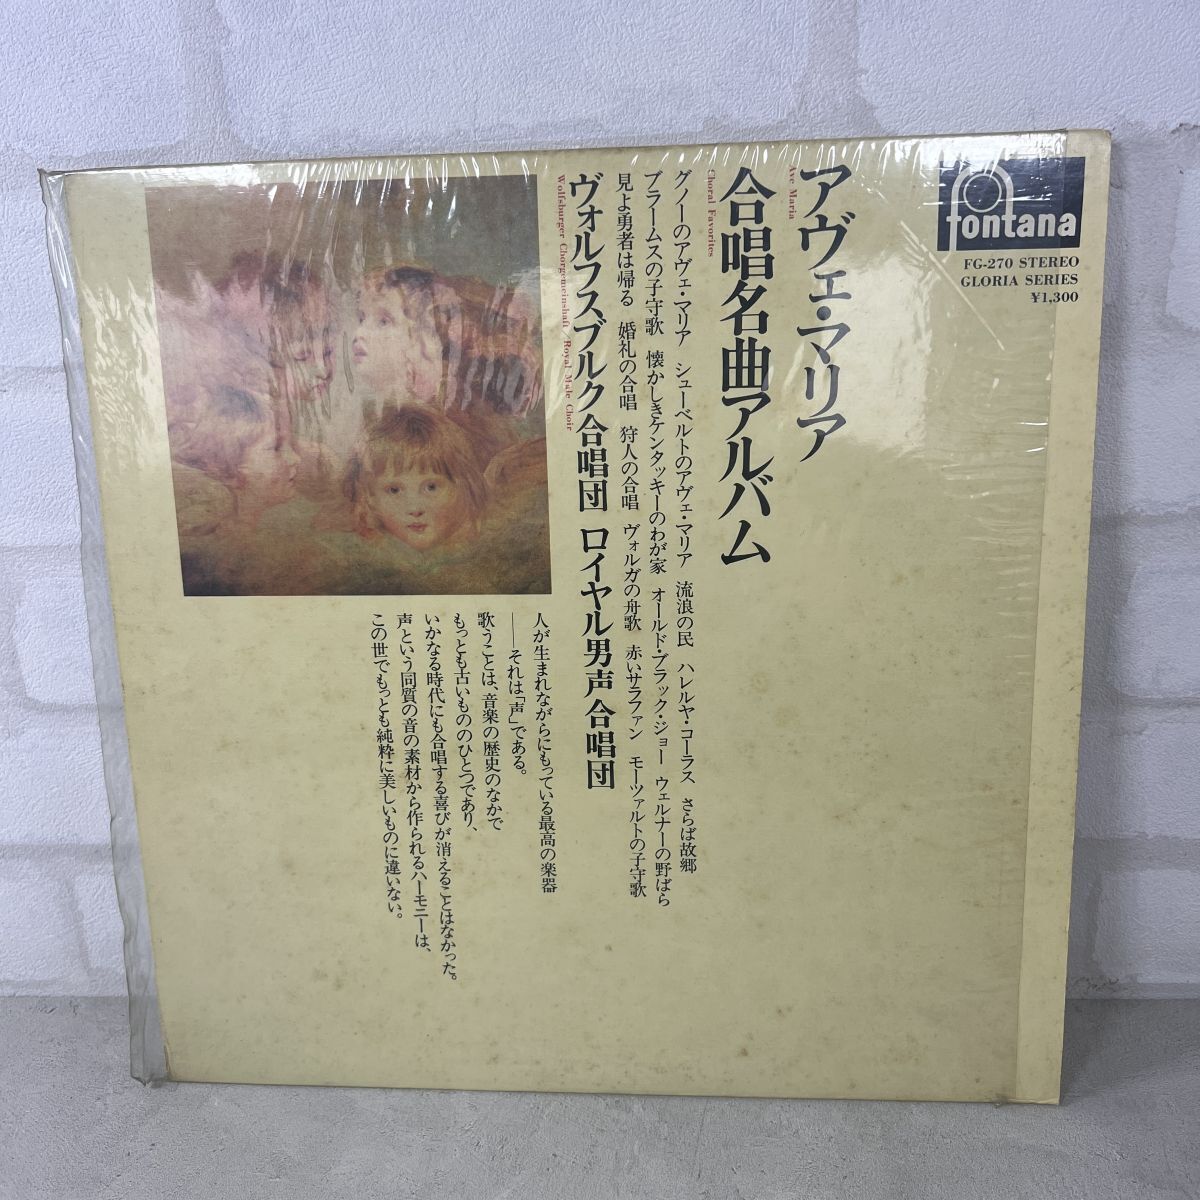 fontana
FG-270 STEREO
GLORIA SERIES
¥1,300
アヴェ・マリア
Ave Maria
合唱名曲アルバム
Choral Favorites
グノーのアヴェ・マリア シューベルトのアヴェ・マリア 流浪の民 ハレルヤ・コーラス さらば故郷
ブラームスの子守歌 懐かしきケンタッキーのわが家 オールド・ブラック・ジョー ウェルナーの野ばら
見よ勇者は帰る 婚礼の合唱 狩人の合唱 ヴォルガの舟歌 赤いサラファン モーツァルトの子守歌
ヴォルフスブルク合唱団 ロイヤル男声合唱団
Wolfsburger Chorgemeinshaft / Royal Male Choir
人が生まれながらにもっている最高の楽器
──それは「声」である。
歌うことは、音楽の歴史のなかで
もっとも古いもののひとつであり、
いかなる時代にも合唱する喜びが消えることはなかった。
声という同質の音の素材から作られるハーモニーは、
この世でもっとも純粋に美しいものに違いない。